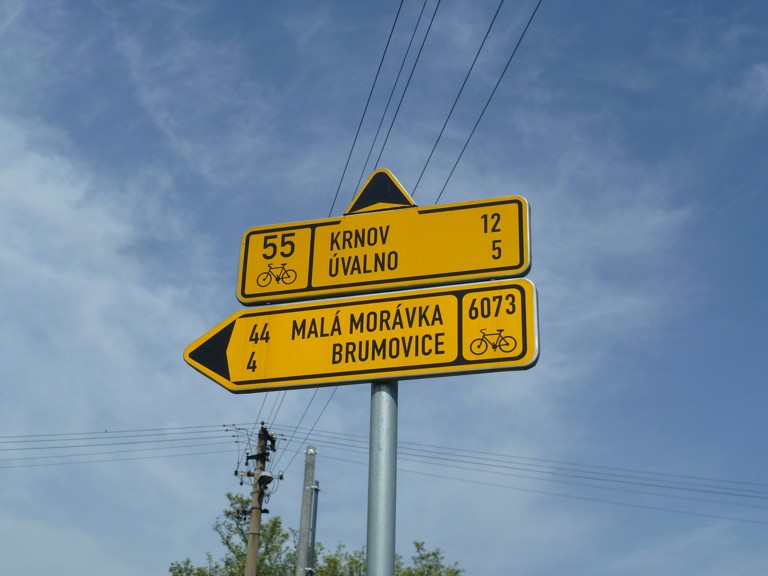 55 KRNOV 12
ÚVALNO 5
44 MALÁ MORÁVKA 6073
4 BRUMOVICE